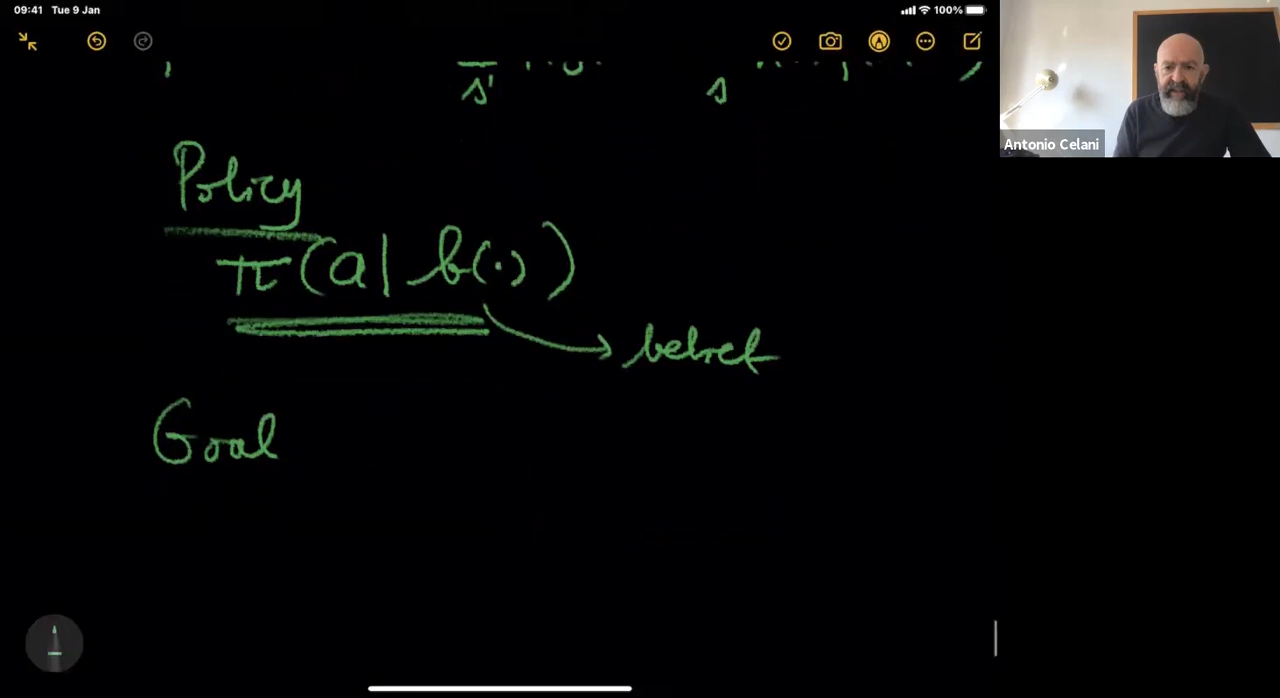 09:41 Tue 9 Jan
100%
s' s
Policy
π(a| b(·))
belief
Goal
Antonio Celani